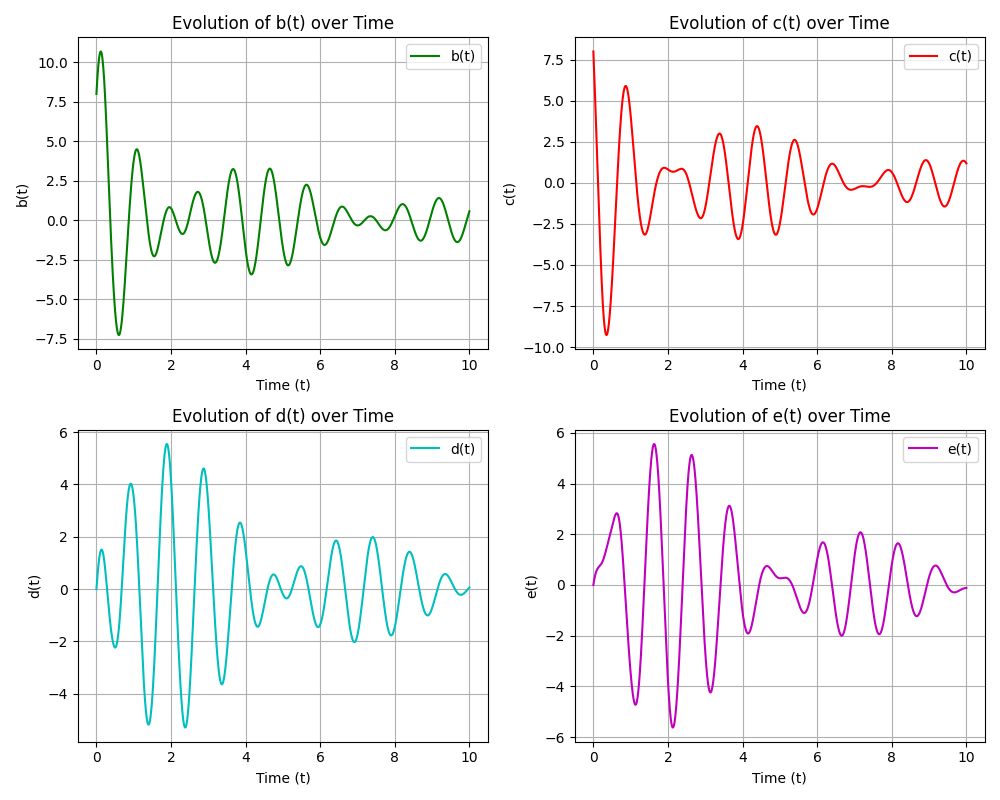 Evolution of b(t) over Time
b(t)
10.0
7.5
5.0
2.5
0.0
−2.5
−5.0
−7.5
b(t)
0 2 4 6 8 10
Time (t)
Evolution of c(t) over Time
c(t)
7.5
5.0
2.5
0.0
−2.5
−5.0
−7.5
−10.0
c(t)
0 2 4 6 8 10
Time (t)
Evolution of d(t) over Time
d(t)
6
4
2
0
−2
−4
d(t)
0 2 4 6 8 10
Time (t)
Evolution of e(t) over Time
e(t)
6
4
2
0
−2
−4
−6
e(t)
0 2 4 6 8 10
Time (t)